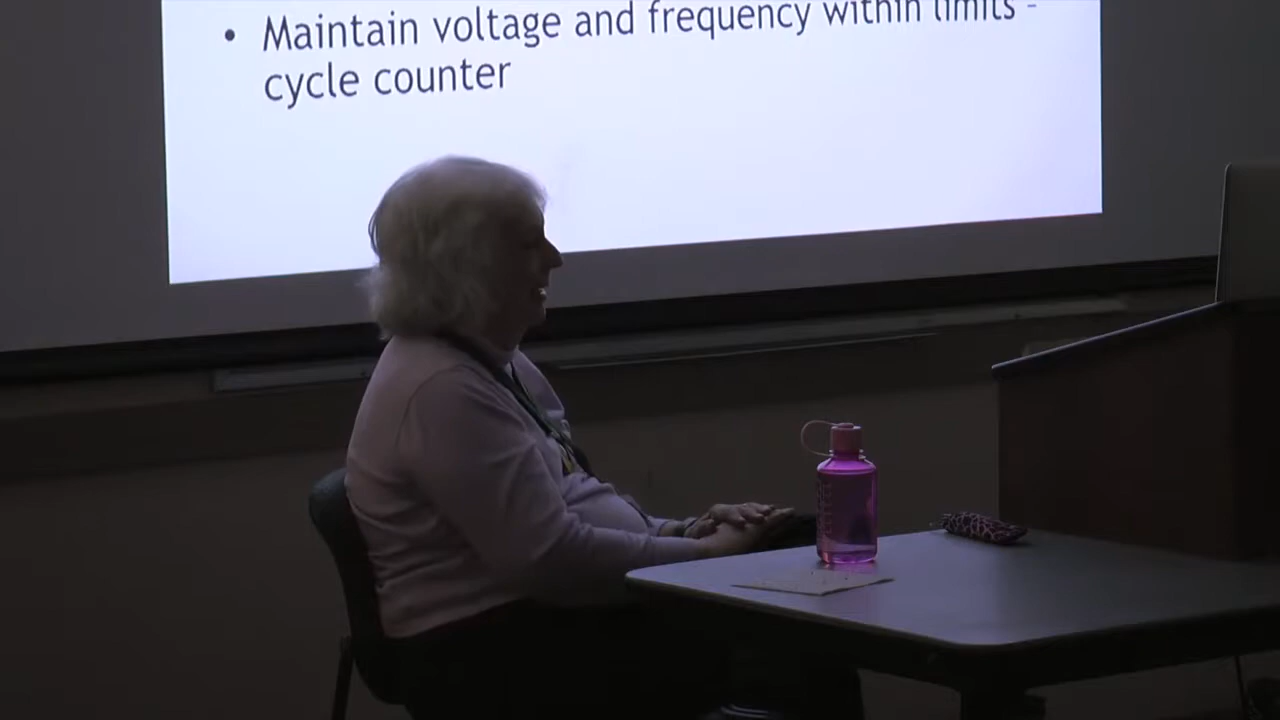 • Maintain voltage and frequency within limits -
cycle counter